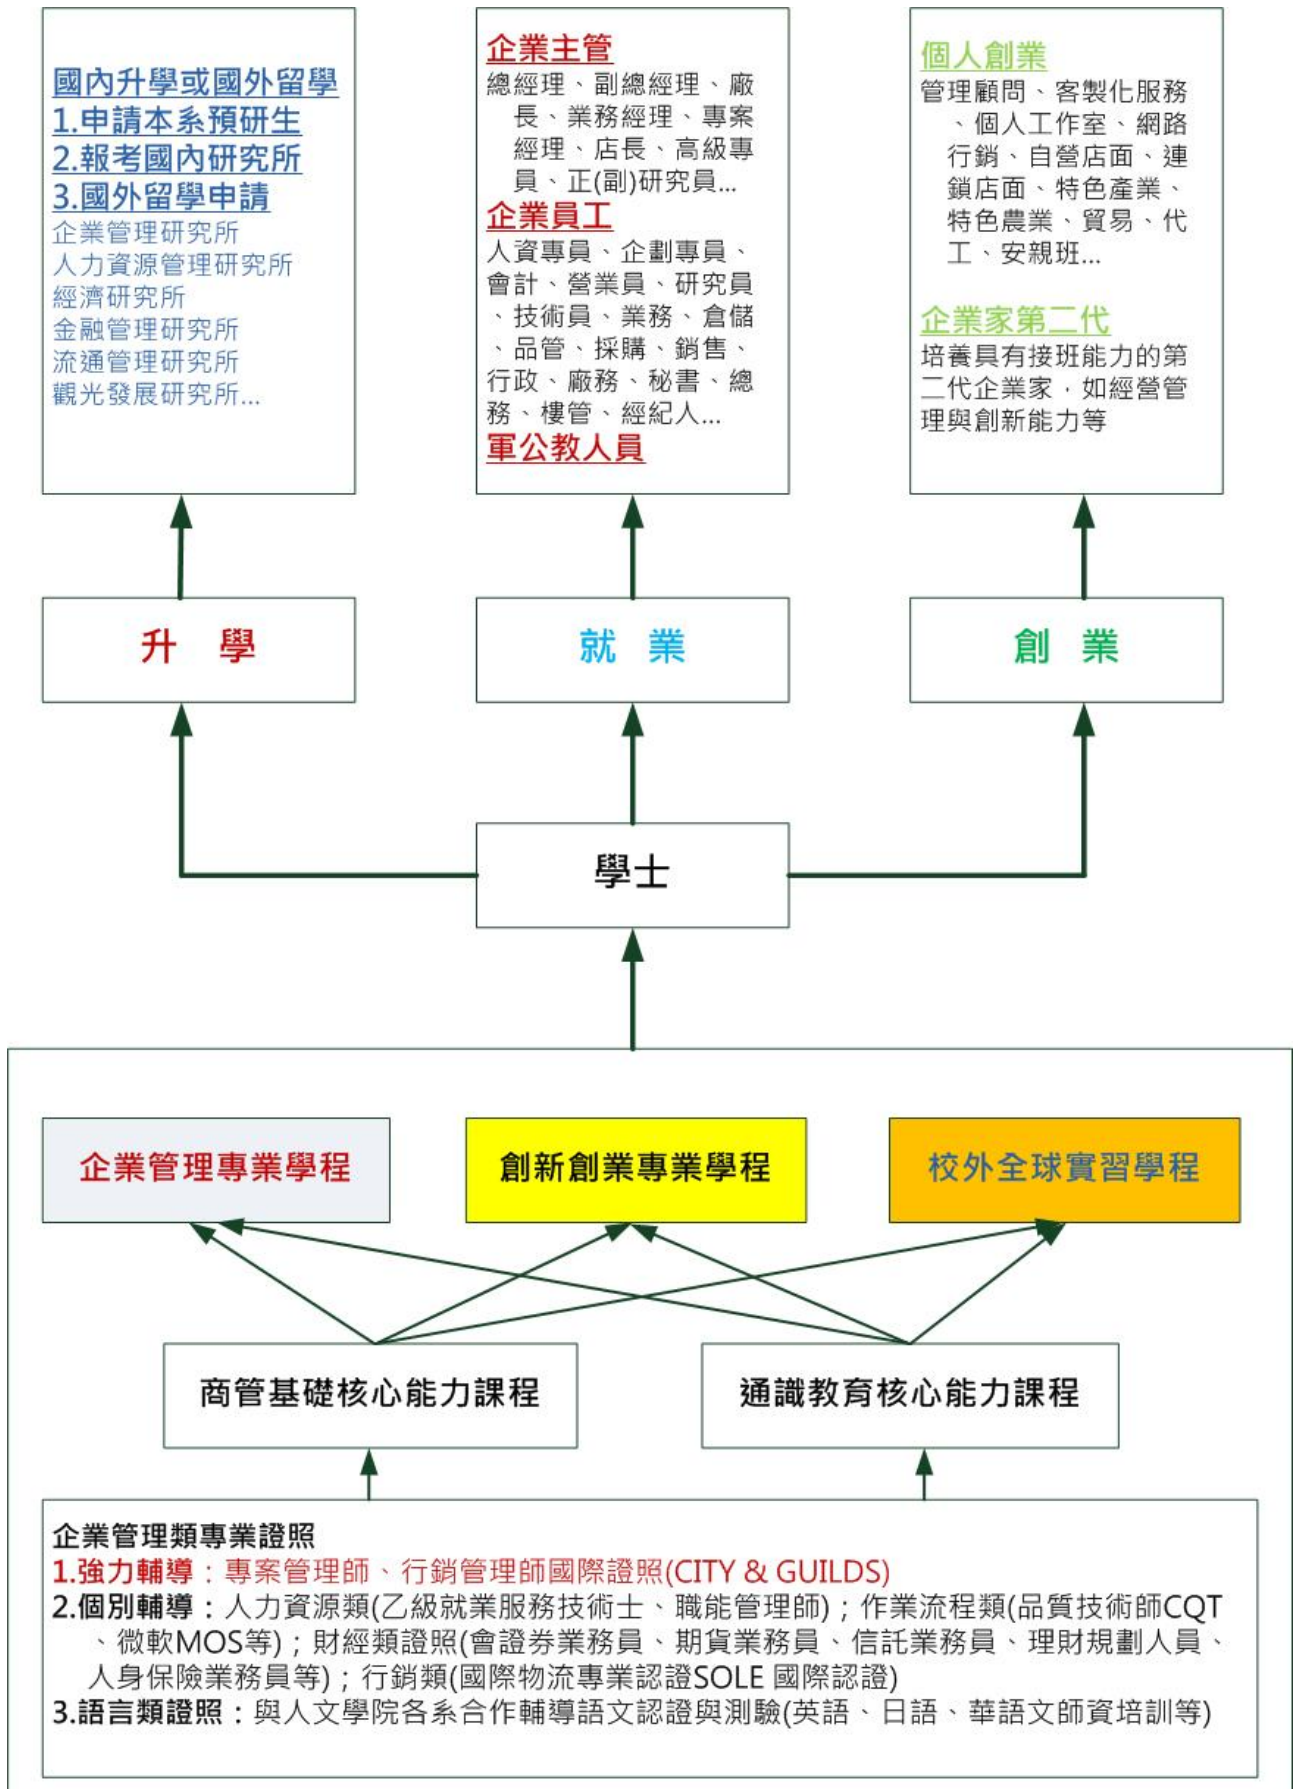 國內升學或國外留學
1.申請本系預研生
2.報考國內研究所
3.國外留學申請
企業管理研究所
人力資源管理研究所
經濟研究所
金融管理研究所
流通管理研究所
觀光發展研究所...
企業主管
總經理、副總經理、廠
長、業務經理、專案
經理、店長、高級專
員、正(副)研究員...
企業員工
人資專員、企劃專員、
會計、營業員、研究員
、技術員、業務、倉儲
、品管、採購、銷售、
行政、廠務、秘書、總
務、樓管、經紀人...
軍公教人員
個人創業
管理顧問、客製化服務
、個人工作室、網路
行銷、自營店面、連
鎖店面、特色產業、
特色農業、貿易、代
工、安親班...
企業家第二代
培養具有接班能力的第
二代企業家，如經營管
理與創新能力等
升 學
就 業
創 業
學士
企業管理專業學程
創新創業專業學程
校外全球實習學程
商管基礎核心能力課程
通識教育核心能力課程
企業管理類專業證照
1.強力輔導：專案管理師、行銷管理師國際證照(CITY & GUILDS)
2.個別輔導：人力資源類(乙級就業服務技術士、職能管理師)；作業流程類(品質技術師CQT
、微軟MOS等)；財經類證照(會證券業務員、期貨業務員、信託業務員、理財規劃人員、
人身保險業務員等)；行銷類(國際物流專業認證SOLE 國際認證)
3.語言類證照：與人文學院各系合作輔導語文認證與測驗(英語、日語、華語文師資培訓等)